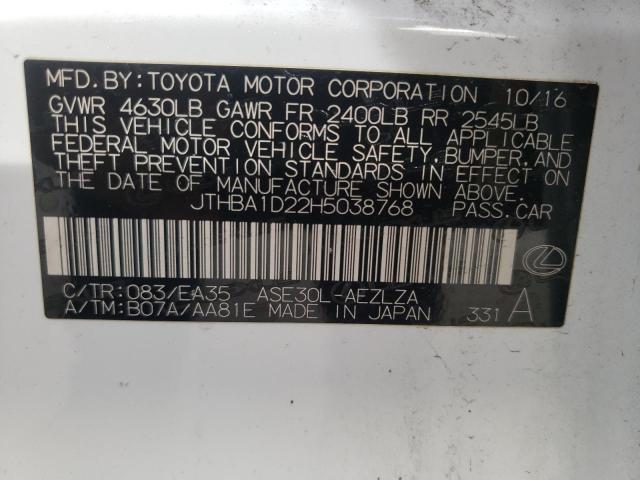 MFD. BY: TOYOTA MOTOR CORPORATION 10/16
GVWR 4630LB GAWR FR 2400LB RR 2545LB
THIS VEHICLE CONFORMS TO ALL APPLICABLE
FEDERAL MOTOR VEHICLE SAFETY, BUMPER, AND
THEFT PREVENTION STANDARDS IN EFFECT ON
THE DATE OF MANUFACTURE SHOWN ABOVE.
JTHBA1D22H5038768 PASS. CAR
C/TR: 083/EA35 ASE30L-AEZLZA
A/TM: B07A/AA81E MADE IN JAPAN 331 A